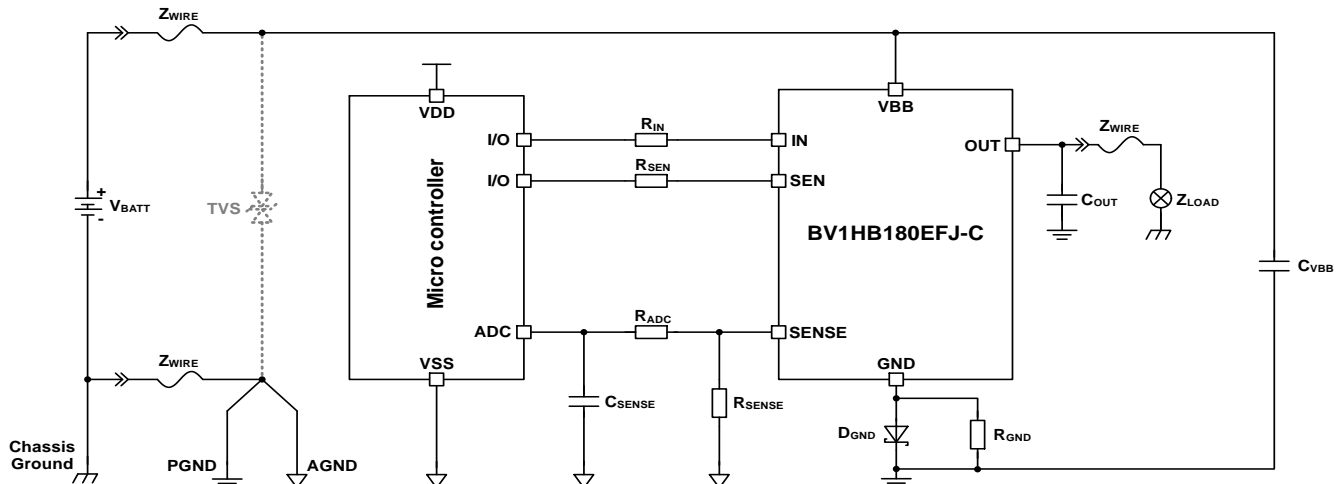 ZWIRE
VDD
VBB
I/O
RIN
IN
OUT
ZWIRE
I/O
RSEN
SEN
+
VBATT
-
TVS
Micro controller
BV1HB180EFJ-C
COUT
ZLOAD
CVBB
ADC
RADC
SENSE
ZWIRE
VSS
GND
CSENSE
RSENSE
DGND
RGND
Chassis
Ground
PGND
AGND